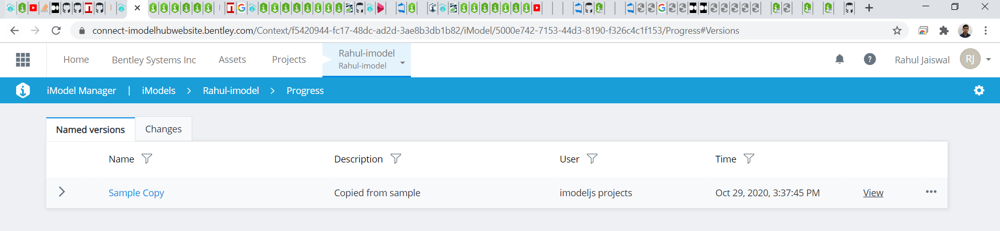 connect-imodelhubwebsite.bentley.com/Context/f5420944-fc17-48dc-ad2d-3ae8b3db1b82/iModel/5000e742-7153-44d3-8190-f326c4c1f153/Progress#Versions
Home Bentley Systems Inc Assets Projects Rahul-imodel
Rahul-imodel
? Rahul Jaiswal RJ
iModel Manager | iModels > Rahul-imodel > Progress
Named versions Changes
Name Description User Time
Sample Copy Copied from sample imodeljs projects Oct 29, 2020, 3:37:45 PM View